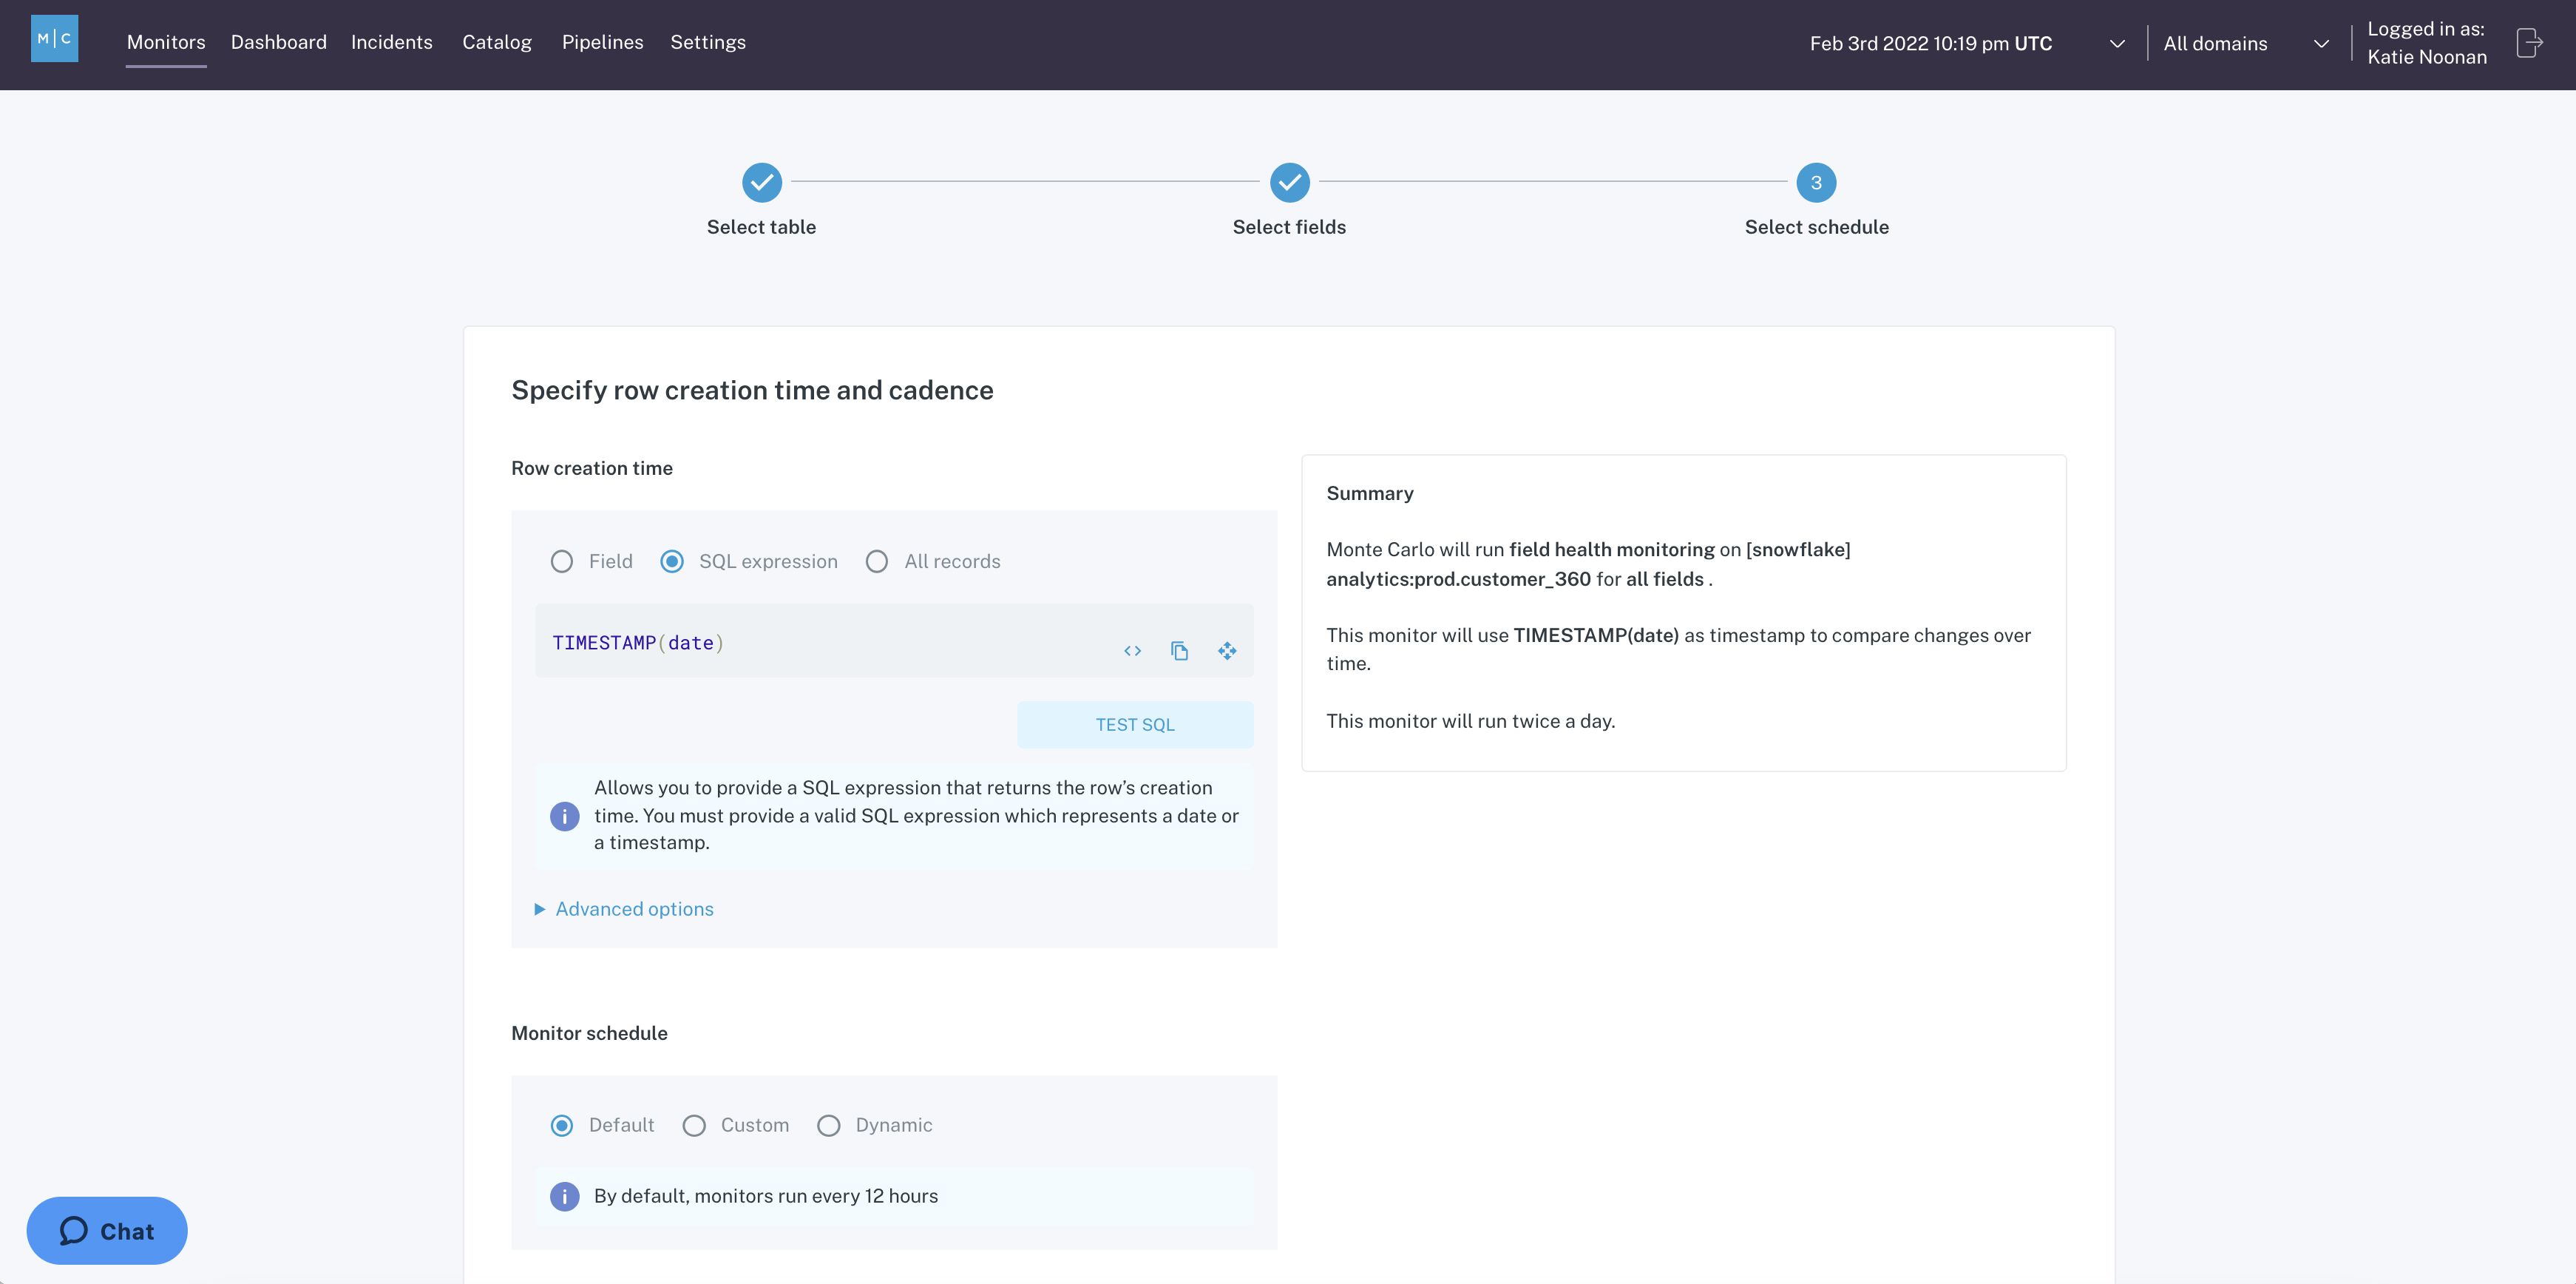 M|C
Monitors Dashboard Incidents Catalog Pipelines Settings
Feb 3rd 2022 10:19 pm UTC
All domains
Logged in as:
Katie Noonan
3
Select table
Select fields
Select schedule
Specify row creation time and cadence
Row creation time
Field
SQL expression
All records
TIMESTAMP(date)
TEST SQL
Allows you to provide a SQL expression that returns the row’s creation
time. You must provide a valid SQL expression which represents a date or
a timestamp.
Advanced options
Summary
Monte Carlo will run field health monitoring on [snowflake]
analytics:prod.customer_360 for all fields .
This monitor will use TIMESTAMP(date) as timestamp to compare changes over
time.
This monitor will run twice a day.
Monitor schedule
Default
Custom
Dynamic
By default, monitors run every 12 hours
Chat